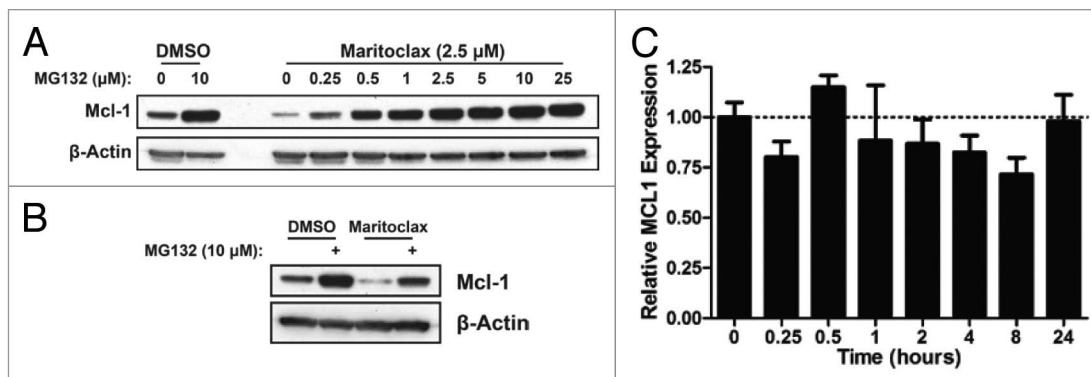 A
DMSO Maritoclax (2.5 µM)
MG132 (µM): 0 10 0 0.25 0.5 1 2.5 5 10 25
Mcl-1
β-Actin
B
DMSO Maritoclax
MG132 (10 µM): + +
Mcl-1
β-Actin
C
Relative MCL1 Expression
1.25
1.00
0.75
0.50
0.25
0.00
0 0.25 0.5 1 2 4 8 24
Time (hours)